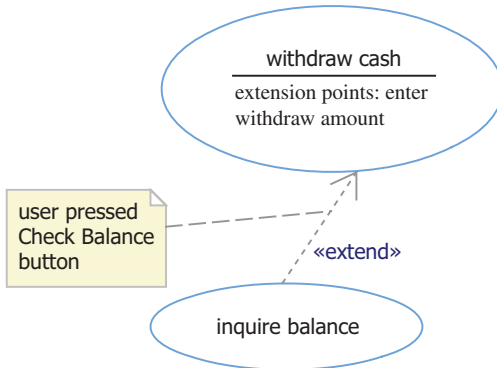 withdraw cash
extension points: enter
withdraw amount
user pressed
Check Balance
button
«extend»
inquire balance